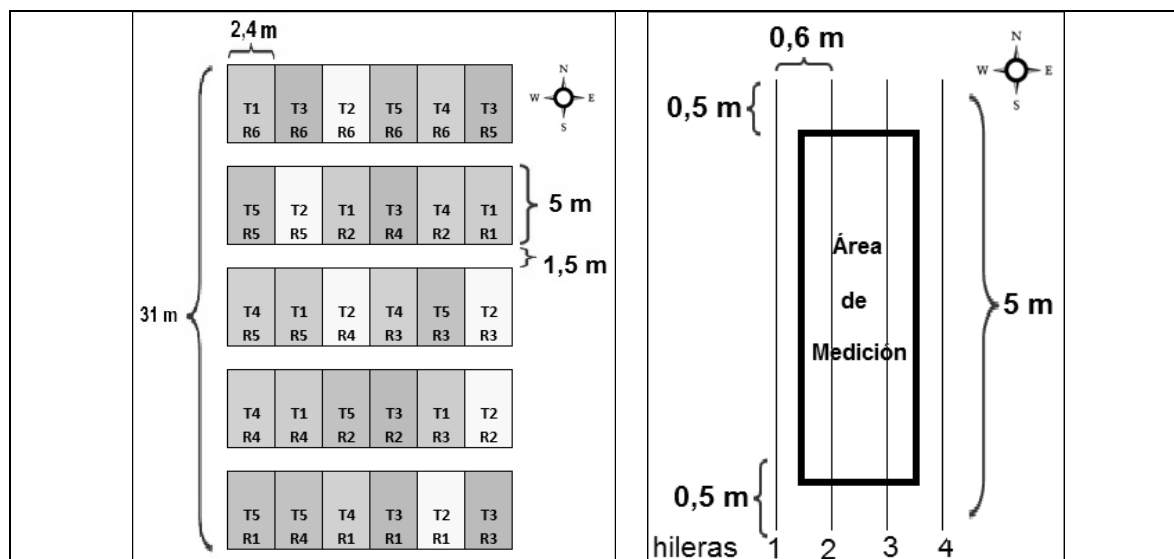 2,4 m
N
W E
S
T1 T3 T2 T5 T4 T3
R6 R6 R6 R6 R6 R5
T5 T2 T1 T3 T4 T1
R5 R5 R2 R4 R2 R1
5 m
1,5 m
T4 T1 T2 T4 T5 T2
R5 R5 R4 R3 R3 R3
31 m
T4 T1 T5 T3 T1 T2
R4 R4 R2 R2 R3 R2
T5 T5 T4 T3 T2 T3
R1 R4 R1 R1 R1 R3
0,6 m
N
W E
S
0,5 m
Área
de
Medición
5 m
0,5 m
hileras 1 2 3 4